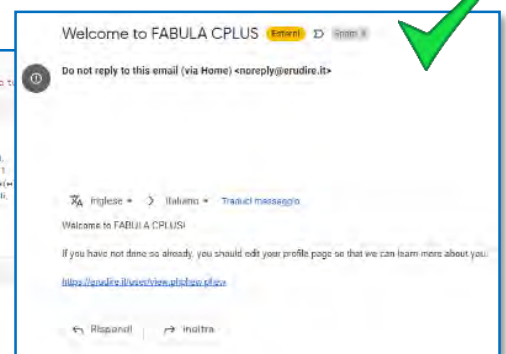 Welcome to FABULA CPLUS Esterni Spam X
Do not reply to this email (via Home) <noreply@erudire.it>
Inglese > Italiano Traduci messaggio
Welcome to FABULA CPLUS!
If you have not done so already, you should edit your profile page so that we can learn more about you:
Rispondi Inoltra